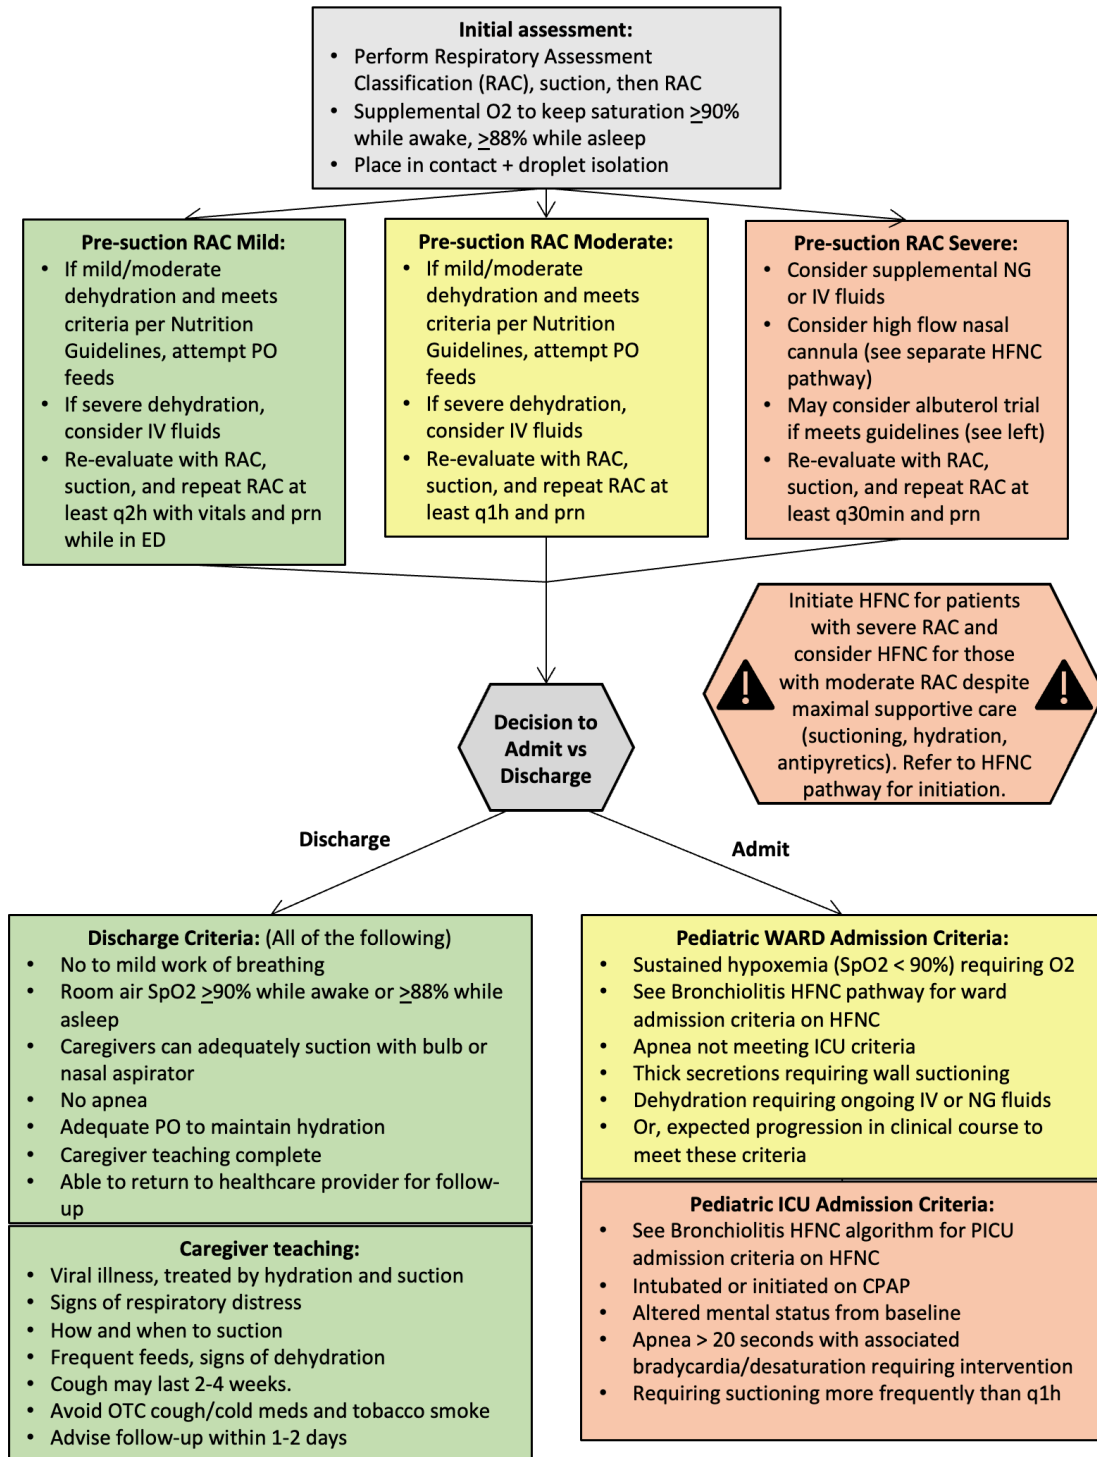 Initial assessment:
• Perform Respiratory Assessment
Classification (RAC), suction, then RAC
• Supplemental O2 to keep saturation ≥90%
while awake, ≥88% while asleep
• Place in contact + droplet isolation
Pre-suction RAC Mild:
• If mild/moderate
dehydration and meets
criteria per Nutrition
Guidelines, attempt PO
feeds
• If severe dehydration,
consider IV fluids
• Re-evaluate with RAC,
suction, and repeat RAC at
least q2h with vitals and prn
while in ED
Pre-suction RAC Moderate:
• If mild/moderate
dehydration and meets
criteria per Nutrition
Guidelines, attempt PO
feeds
• If severe dehydration,
consider IV fluids
• Re-evaluate with RAC,
suction, and repeat RAC at
least q1h and prn
Pre-suction RAC Severe:
• Consider supplemental NG
or IV fluids
• Consider high flow nasal
cannula (see separate HFNC
pathway)
• May consider albuterol trial
if meets guidelines (see left)
• Re-evaluate with RAC,
suction, and repeat RAC at
least q30min and prn
Initiate HFNC for patients
with severe RAC and
consider HFNC for those
with moderate RAC despite
maximal supportive care
(suctioning, hydration,
antipyretics). Refer to HFNC
pathway for initiation.
Decision to
Admit vs
Discharge
Discharge
Admit
Discharge Criteria: (All of the following)
• No to mild work of breathing
• Room air SpO2 ≥90% while awake or ≥88% while
asleep
• Caregivers can adequately suction with bulb or
nasal aspirator
• No apnea
• Adequate PO to maintain hydration
• Caregiver teaching complete
• Able to return to healthcare provider for follow-
up
Caregiver teaching:
• Viral illness, treated by hydration and suction
• Signs of respiratory distress
• How and when to suction
• Frequent feeds, signs of dehydration
• Cough may last 2-4 weeks.
• Avoid OTC cough/cold meds and tobacco smoke
• Advise follow-up within 1-2 days
Pediatric WARD Admission Criteria:
• Sustained hypoxemia (SpO2 < 90%) requiring O2
• See Bronchiolitis HFNC pathway for ward
admission criteria on HFNC
• Apnea not meeting ICU criteria
• Thick secretions requiring wall suctioning
• Dehydration requiring ongoing IV or NG fluids
• Or, expected progression in clinical course to
meet these criteria
Pediatric ICU Admission Criteria:
• See Bronchiolitis HFNC algorithm for PICU
admission criteria on HFNC
• Intubated or initiated on CPAP
• Altered mental status from baseline
• Apnea > 20 seconds with associated
bradycardia/desaturation requiring intervention
• Requiring suctioning more frequently than q1h